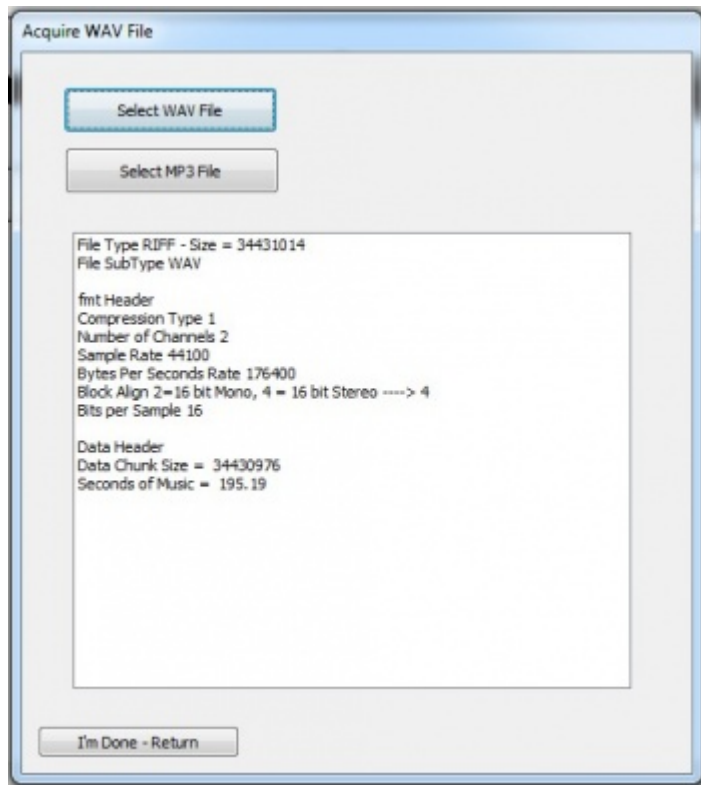 Acquire WAV File
Select WAV File
Select MP3 File
File Type RIFF - Size = 34431014
File SubType WAV
fmt Header
Compression Type 1
Number of Channels 2
Sample Rate 44100
Bytes Per Seconds Rate 176400
Block Align 2=16 bit Mono, 4 = 16 bit Stereo ----> 4
Bits per Sample 16
Data Header
Data Chunk Size =  34430976
Seconds of Music =  195.19
I'm Done - Return